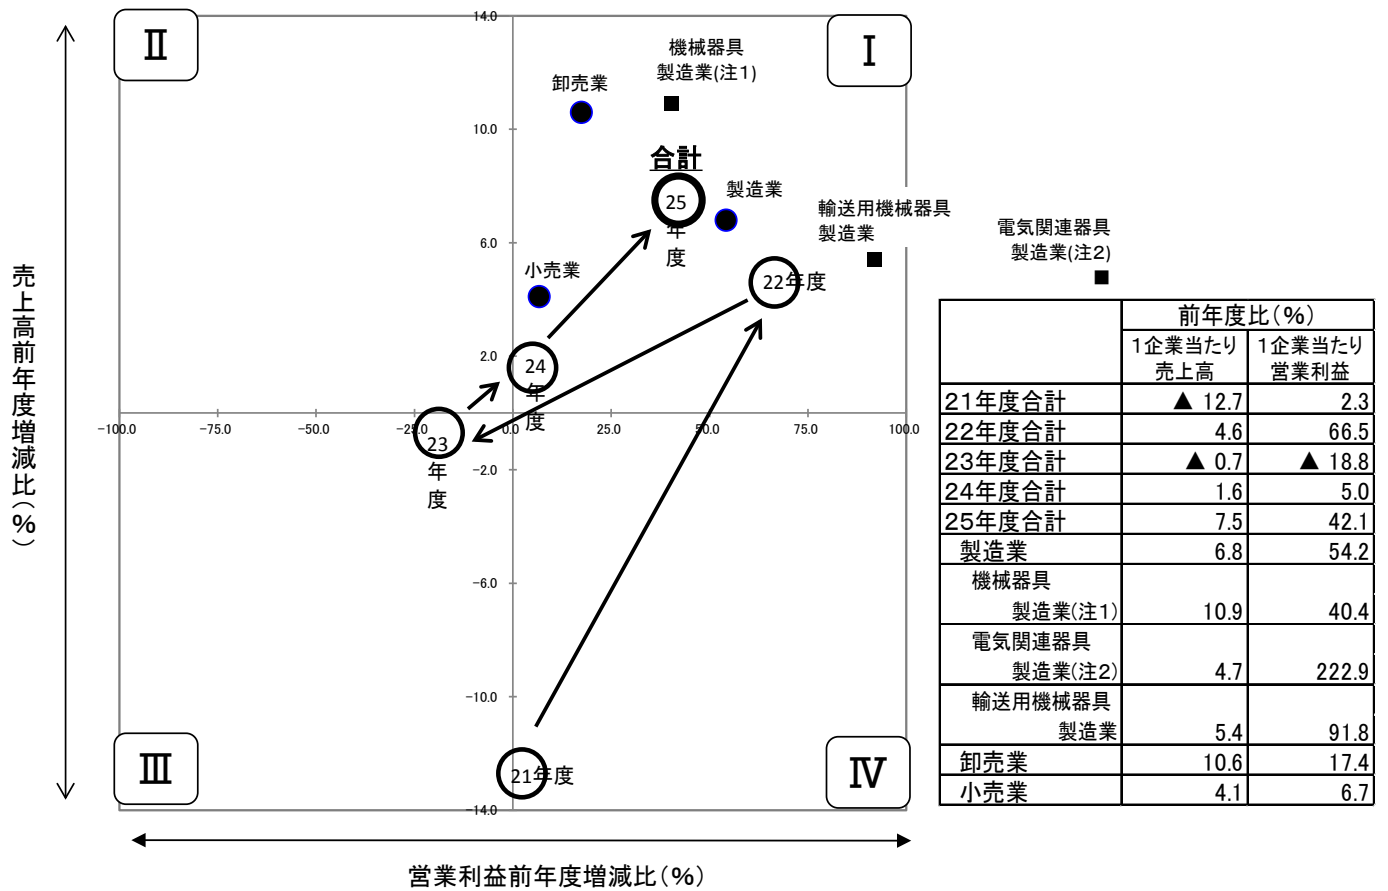 Ⅱ
Ⅰ
14.0
機械器具
製造業(注1)
卸売業
10.0
合計
25
年
度
製造業
輸送用機械器具
製造業
電気関連器具
製造業(注2)
6.0
小売業
22年度
2.0
24
年
度
-100.0
-75.0
-50.0
-25.0
0.0
25.0
50.0
75.0
100.0
23
年
度
-2.0
-6.0
-10.0
21年度
-14.0
Ⅲ
Ⅳ
売上高前年度増減比(%)
営業利益前年度増減比(%)
前年度比(%)
1企業当たり 1企業当たり
売上高 営業利益
21年度合計 ▲ 12.7 2.3
22年度合計 4.6 66.5
23年度合計 ▲ 0.7 ▲ 18.8
24年度合計 1.6 5.0
25年度合計 7.5 42.1
製造業 6.8 54.2
機械器具
製造業(注1) 10.9 40.4
電気関連器具
製造業(注2) 4.7 222.9
輸送用機械器具
製造業 5.4 91.8
卸売業 10.6 17.4
小売業 4.1 6.7